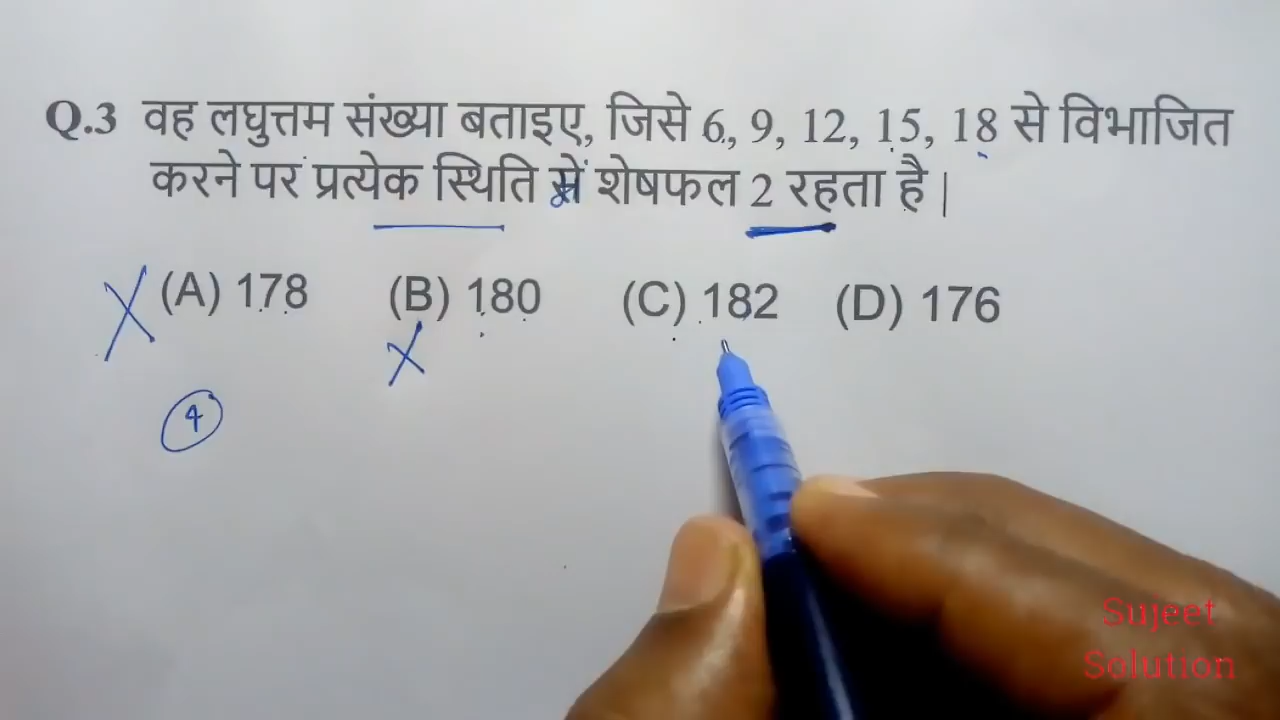 Q.3 वह लघुत्तम संख्या बताइए, जिसे 6, 9, 12, 15, 18 से विभाजित
करने पर प्रत्येक स्थिति में शेषफल 2 रहता है |
(A) 178 (B) 180 (C) 182 (D) 176
4
Sujeet
Solution